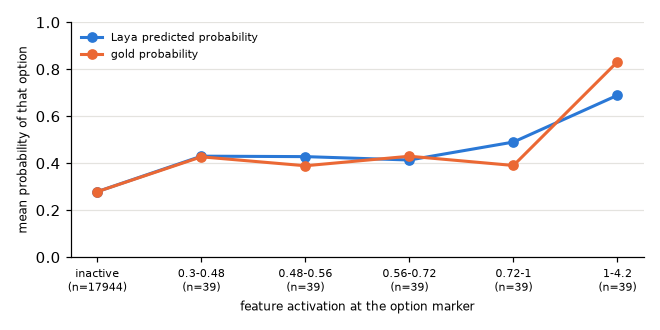 1.0
0.8
0.6
0.4
0.2
0.0
mean probability of that option
Laya predicted probability
gold probability
inactive
(n=17944)
0.3-0.48
(n=39)
0.48-0.56
(n=39)
0.56-0.72
(n=39)
0.72-1
(n=39)
1-4.2
(n=39)
feature activation at the option marker